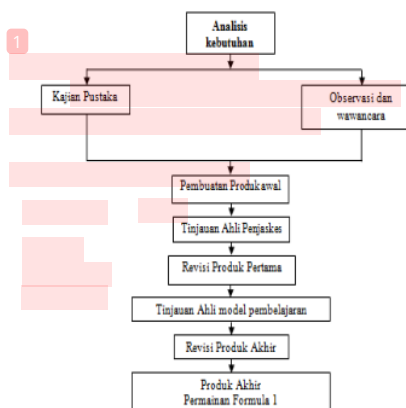 Analisis
kebutuhan
1
Kajian Pustaka
Observasi dan
wawancara
Pembuatan Produk awal
Tinjauan Ahli Penjaskes
Revisi Produk Pertama
Tinjauan Ahli model pembelajaran
Revisi Produk Akhir
Produk Akhir
Permainan Formula 1